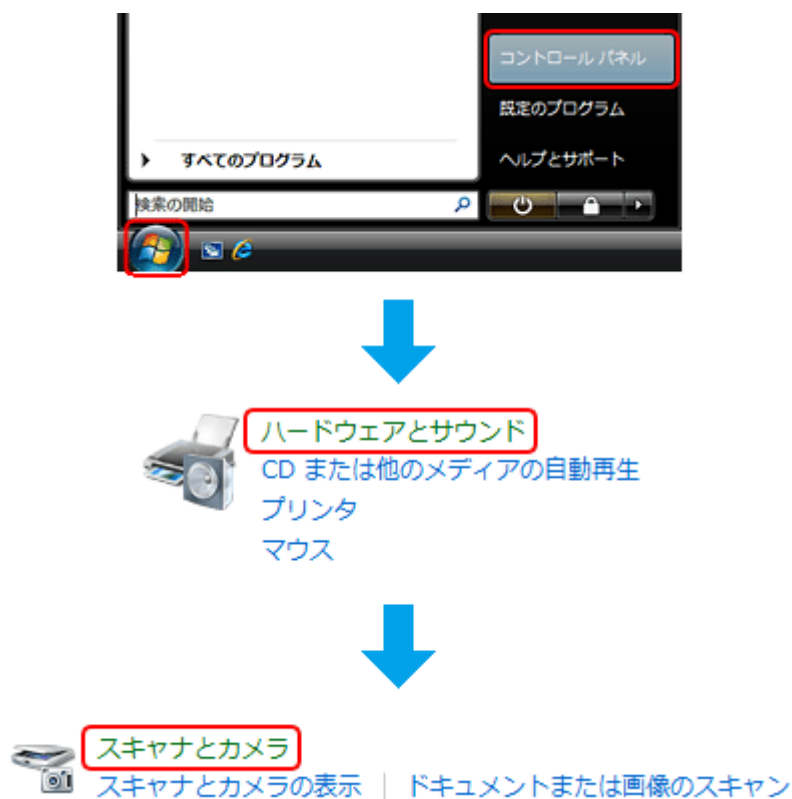 コントロール パネル
既定のプログラム
すべてのプログラム
ヘルプとサポート
検索の開始
ハードウェアとサウンド
CD または他のメディアの自動再生
プリンタ
マウス
スキャナとカメラ
スキャナとカメラの表示 | ドキュメントまたは画像のスキャン